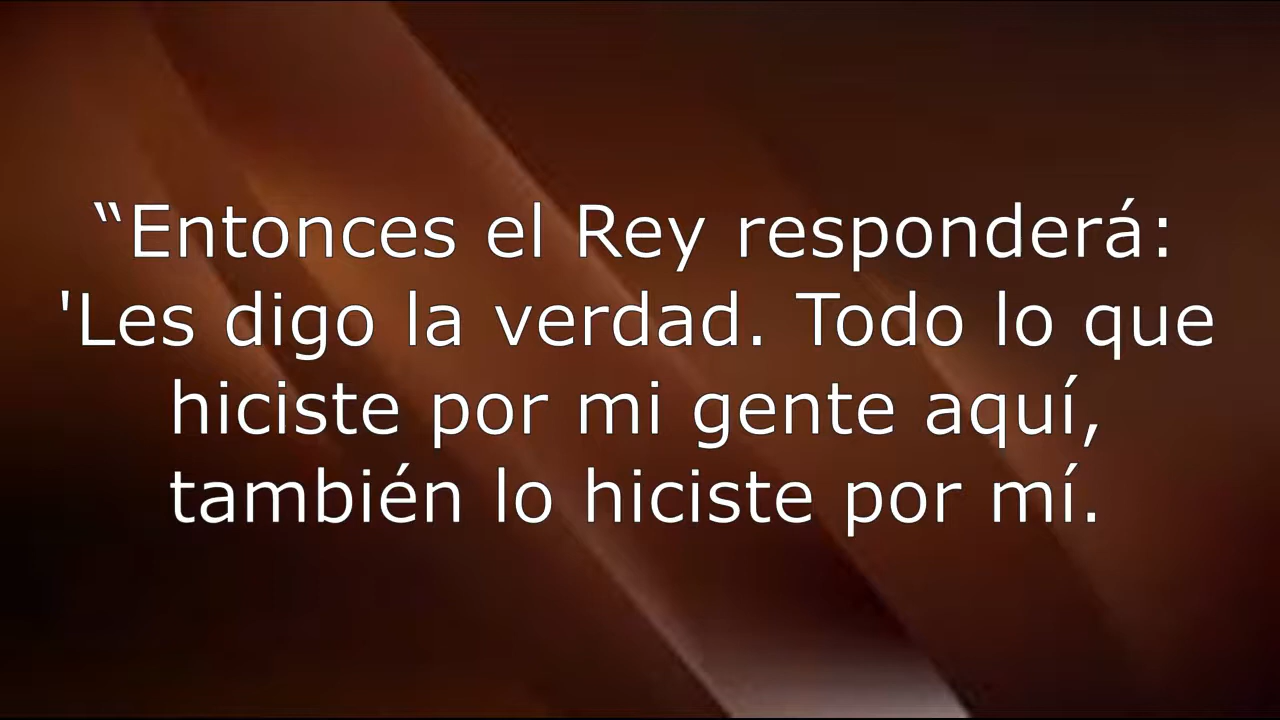 “Entonces el Rey responderá:
'Les digo la verdad. Todo lo que
hiciste por mi gente aquí,
también lo hiciste por mí.